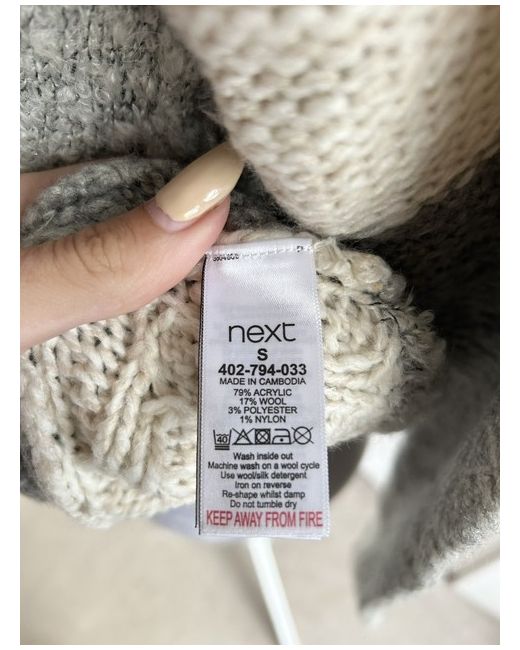 next
S
402-794-033
MADE IN CAMBODIA
79% ACRYLIC
17% WOOL
3% POLYESTER
1% NYLON
40
Wash inside out
Machine wash on a wool cycle
Use wool/silk detergent
Iron on reverse
Re-shape whilst damp
Do not tumble dry
KEEP AWAY FROM FIRE